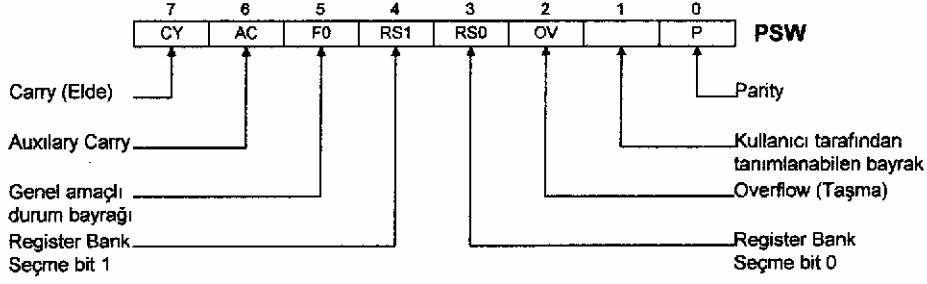 7 6 5 4 3 2 1 0
CY AC F0 RS1 RS0 OV P PSW
Carry (Elde)
Parity
Auxılary Carry
Kullanıcı tarafından
tanımlanabilen bayrak
Genel amaçlı
durum bayrağı
Overflow (Taşma)
Register Bank
Seçme bit 1
Register Bank
Seçme bit 0